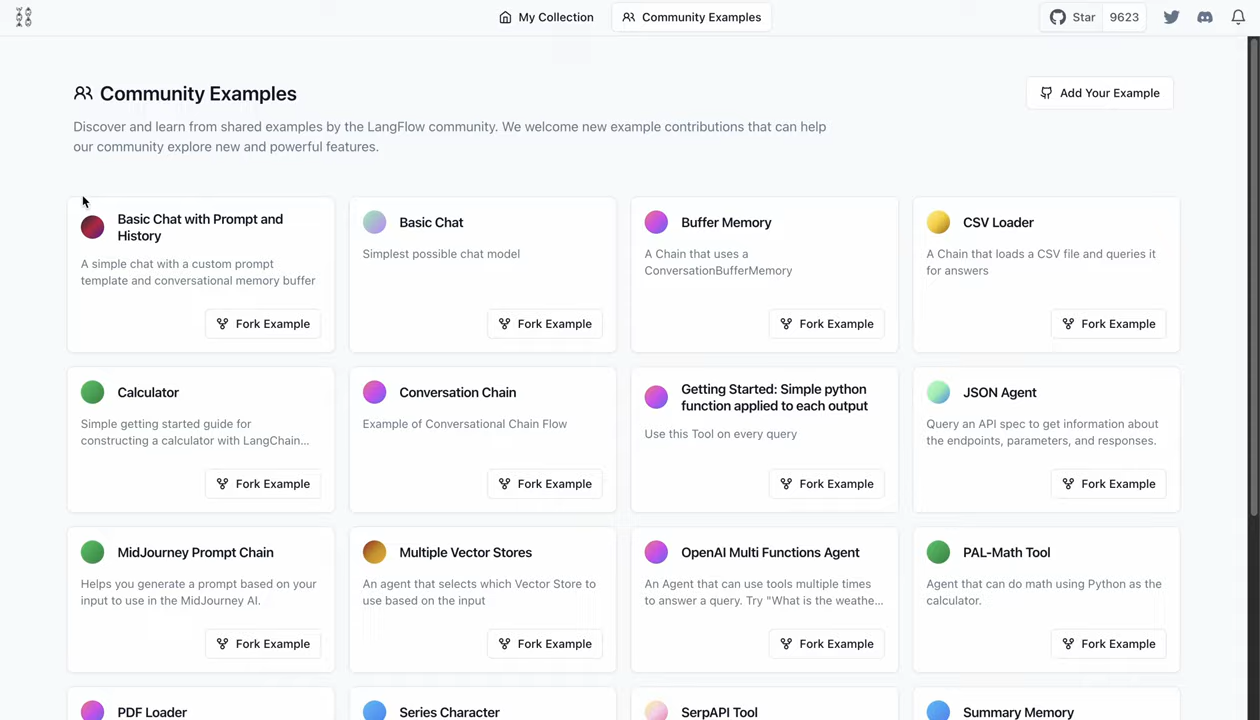 My Collection
Community Examples
Star
9623
Community Examples
Add Your Example
Discover and learn from shared examples by the LangFlow community. We welcome new example contributions that can help
our community explore new and powerful features.
Basic Chat with Prompt and
History
A simple chat with a custom prompt
template and conversational memory buffer
Fork Example
Basic Chat
Simplest possible chat model
Fork Example
Buffer Memory
A Chain that uses a
ConversationBufferMemory
Fork Example
CSV Loader
A Chain that loads a CSV file and queries it
for answers
Fork Example
Calculator
Simple getting started guide for
constructing a calculator with LangChain...
Fork Example
Conversation Chain
Example of Conversational Chain Flow
Fork Example
Getting Started: Simple python
function applied to each output
Use this Tool on every query
Fork Example
JSON Agent
Query an API spec to get information about
the endpoints, parameters, and responses.
Fork Example
MidJourney Prompt Chain
Helps you generate a prompt based on your
input to use in the MidJourney AI.
Fork Example
Multiple Vector Stores
An agent that selects which Vector Store to
use based on the input
Fork Example
OpenAI Multi Functions Agent
An Agent that can use tools multiple times
to answer a query. Try "What is the weathe...
Fork Example
PAL-Math Tool
Agent that can do math using Python as the
calculator.
Fork Example
PDF Loader
Series Character
SerpAPI Tool
Summary Memory